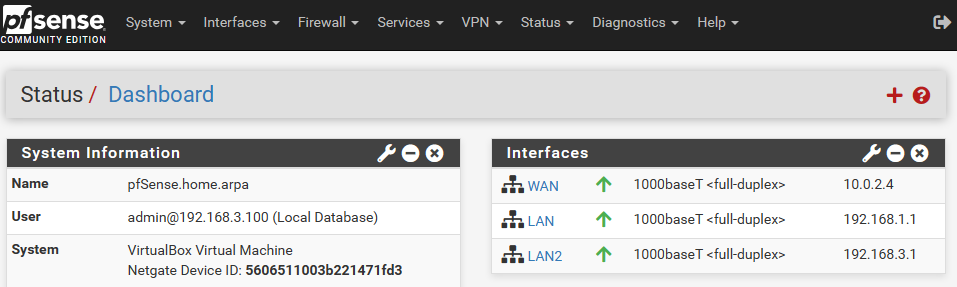 pfsense COMMUNITY EDITION System Interfaces Firewall Services VPN Status Diagnostics Help
Status / Dashboard
System Information
Name pfSense.home.arpa
User admin@192.168.3.100 (Local Database)
System VirtualBox Virtual Machine
Netgate Device ID: 5606511003b221471fd3
Interfaces
WAN 1000baseT <full-duplex> 10.0.2.4
LAN 1000baseT <full-duplex> 192.168.1.1
LAN2 1000baseT <full-duplex> 192.168.3.1